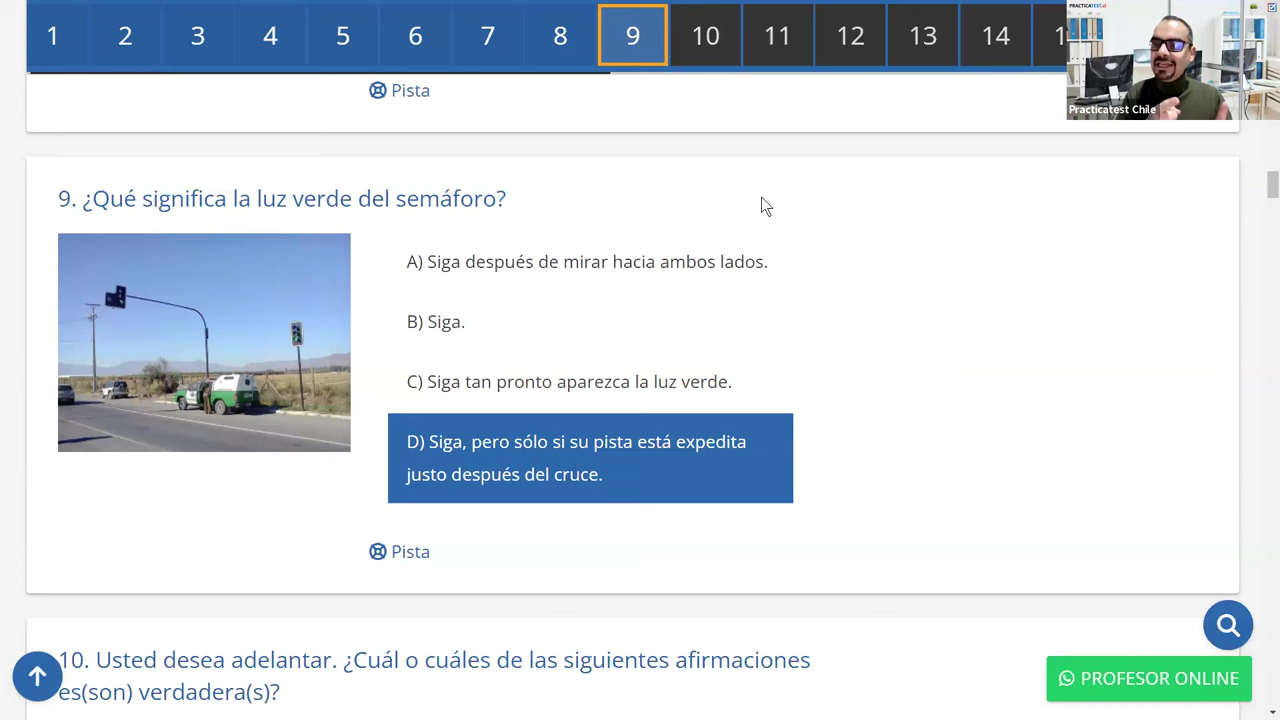 1 2 3 4 5 6 7 8 9 10 11 12 13 14 1
PRACTICATEST.cl
Practicatest Chile
Pista
9. ¿Qué significa la luz verde del semáforo?
A) Siga después de mirar hacia ambos lados.
B) Siga.
C) Siga tan pronto aparezca la luz verde.
D) Siga, pero sólo si su pista está expedita
justo después del cruce.
Pista
10. Usted desea adelantar. ¿Cuál o cuáles de las siguientes afirmaciones
es(son) verdadera(s)?
PROFESOR ONLINE